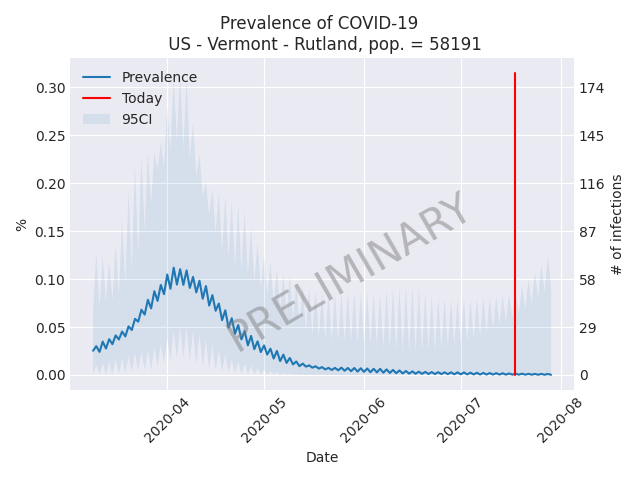 Prevalence of COVID-19
US - Vermont - Rutland, pop. = 58191
Prevalence
Today
95CI
0.30
0.25
0.20
0.15
0.10
0.05
0.00
%
174
145
116
87
58
29
0
# of infections
PRELIMINARY
2020-04
2020-05
2020-06
2020-07
2020-08
Date